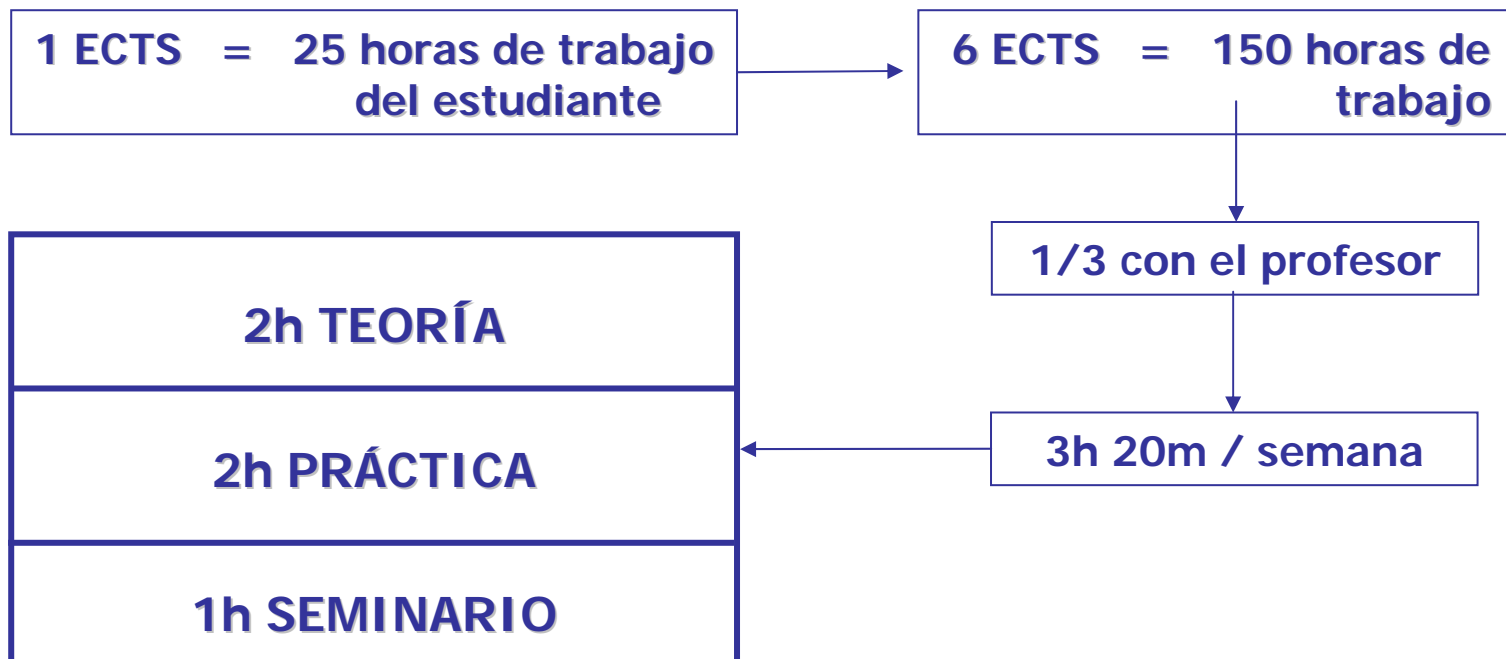 1 ECTS = 25 horas de trabajo
del estudiante
6 ECTS = 150 horas de
trabajo
1/3 con el profesor
3h 20m / semana
2h TEORÍA
2h PRÁCTICA
1h SEMINARIO